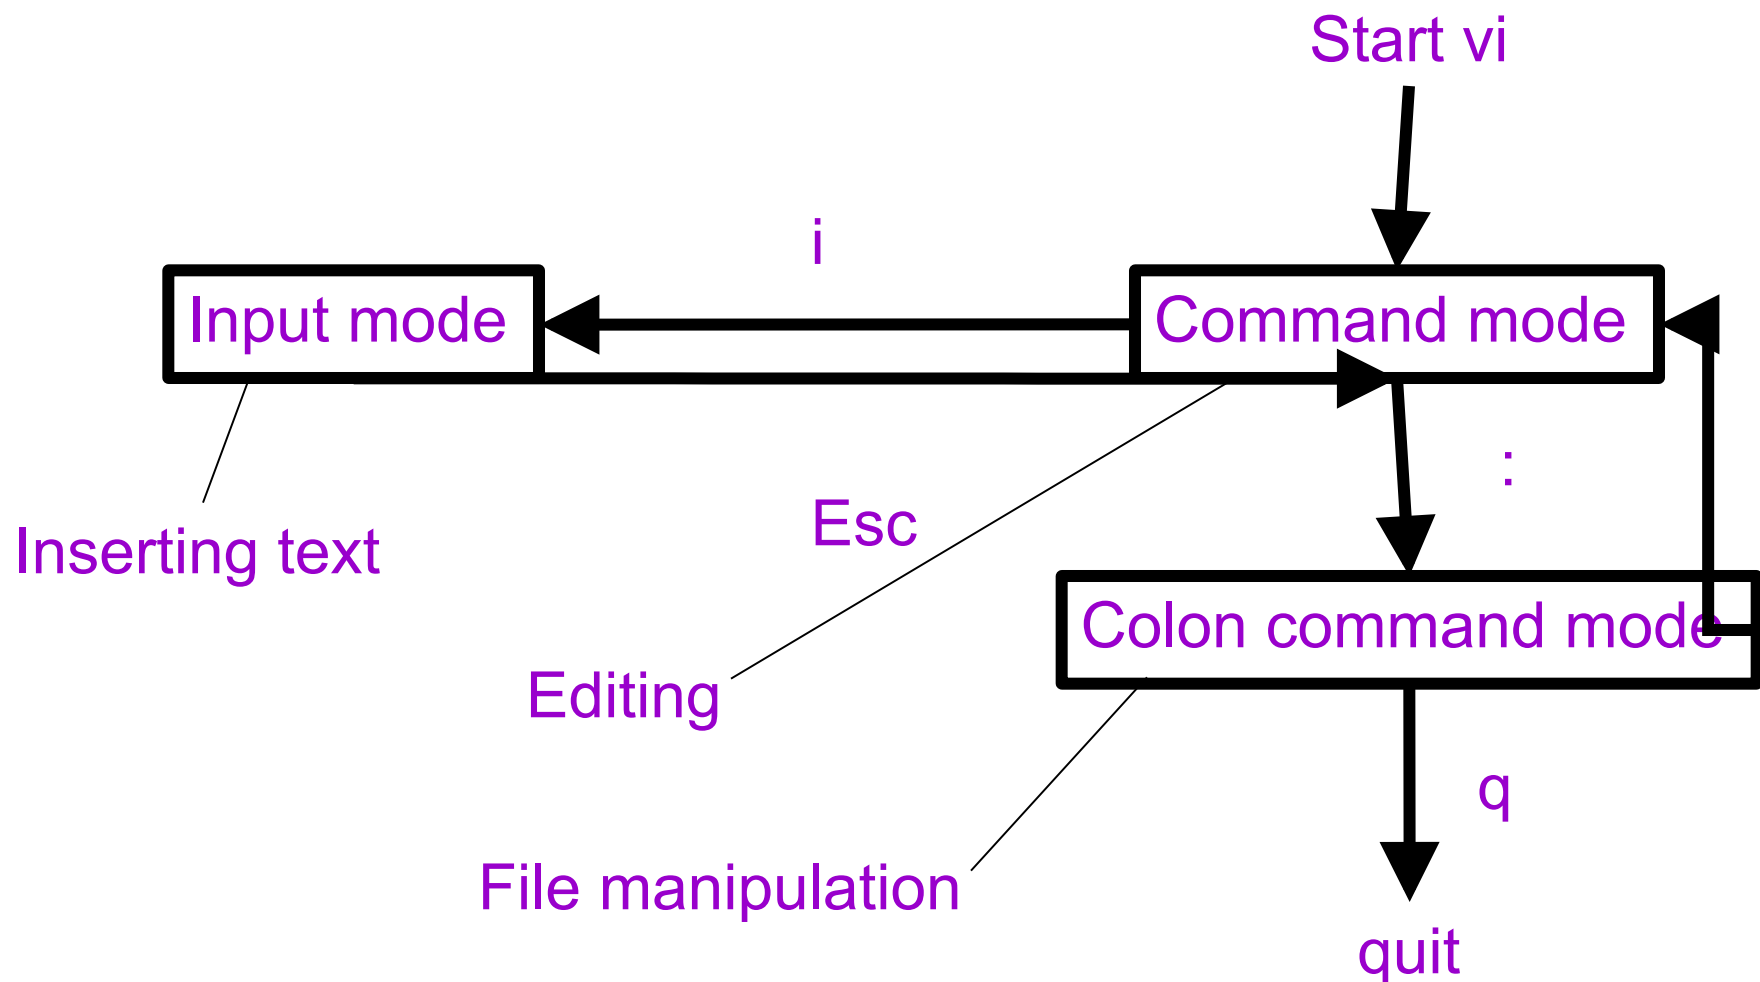 Start vi
i
Input mode
Command mode
:
Esc
Inserting text
Colon command mode
Editing
q
File manipulation
quit